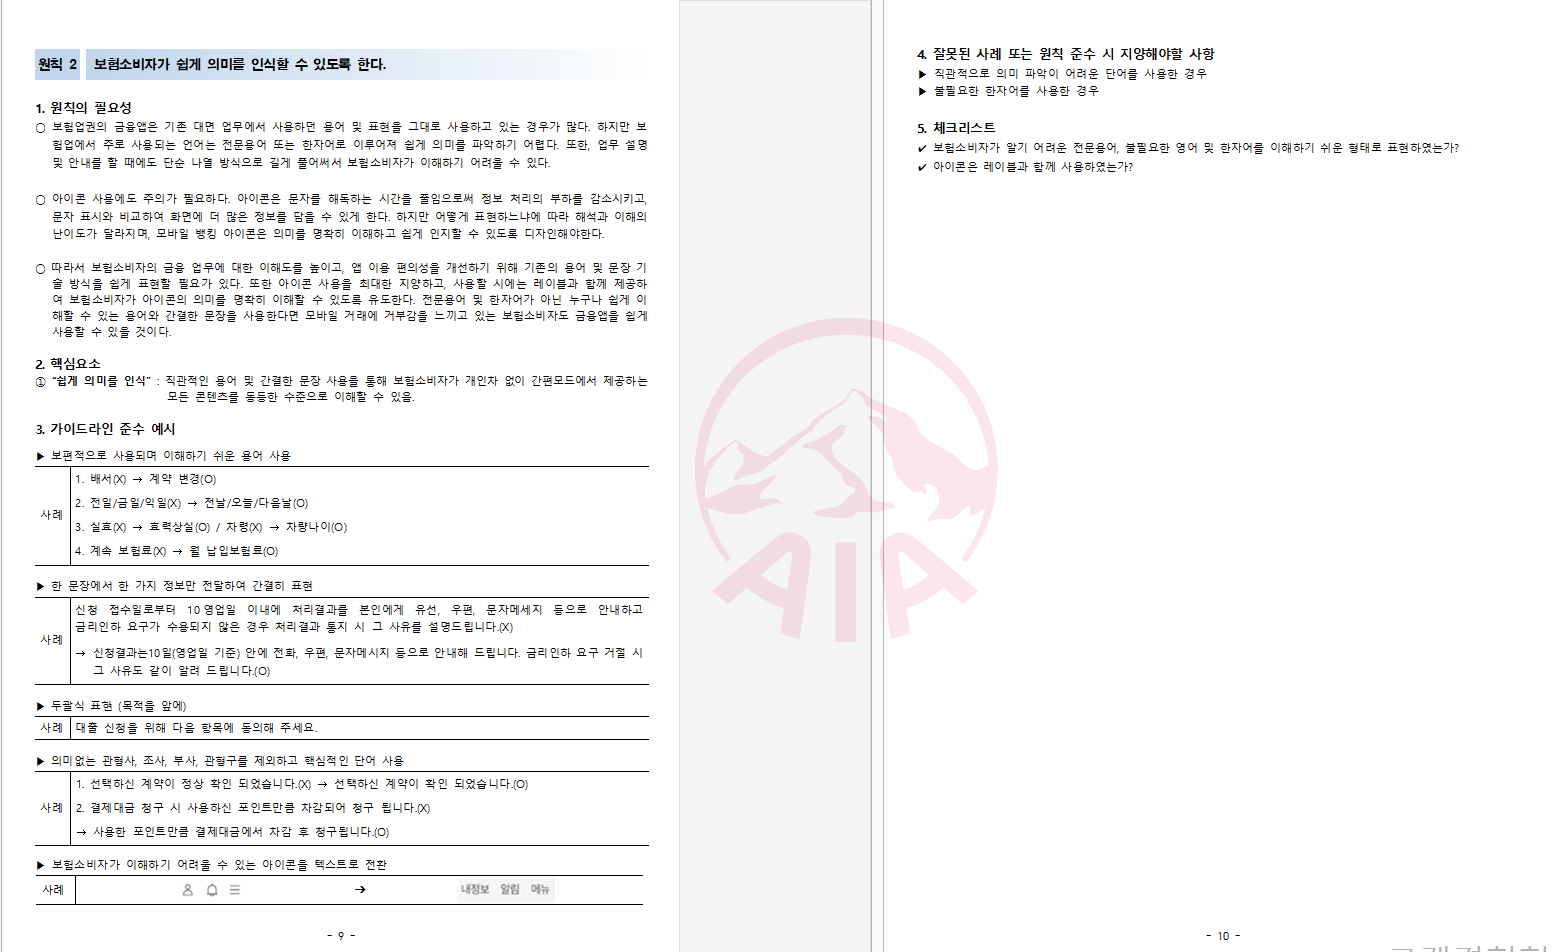 원칙 2 보험소비자가 쉽게 의미를 인식할 수 있도록 한다.
1. 원칙의 필요성
○ 보험업권의 금융앱은 기존 대면 업무에서 사용하던 용어 및 표현을 그대로 사용하고 있는 경우가 많다. 하지만 보
험업에서 주로 사용되는 언어는 전문용어 또는 한자어로 이루어져 쉽게 의미를 파악하기 어렵다. 또한, 업무 설명
및 안내를 할 때에도 단순 나열 방식으로 길게 풀어써서 보험소비자가 이해하기 어려울 수 있다.
○ 아이콘 사용에도 주의가 필요하다. 아이콘은 문자를 해독하는 시간을 줄임으로써 정보 처리의 부하를 감소시키고,
문자 표시와 비교하여 화면에 더 많은 정보를 담을 수 있게 한다. 하지만 어떻게 표현하느냐에 따라 해석과 이해의
난이도가 달라지며, 모바일 뱅킹 아이콘은 의미를 명확히 이해하고 쉽게 인지할 수 있도록 디자인해야한다.
○ 따라서 보험소비자의 금융 업무에 대한 이해도를 높이고, 앱 이용 편의성을 개선하기 위해 기존의 용어 및 문장 기
술 방식을 쉽게 표현할 필요가 있다. 또한 아이콘 사용을 최대한 지양하고, 사용할 시에는 레이블과 함께 제공하
여 보험소비자가 아이콘의 의미를 명확히 이해할 수 있도록 유도한다. 전문용어 및 한자어가 아닌 누구나 쉽게 이
해할 수 있는 용어와 간결한 문장을 사용한다면 모바일 거래에 거부감을 느끼고 있는 보험소비자도 금융앱을 쉽게
사용할 수 있을 것이다.
2. 핵심요소
① "쉽게 의미를 인식" : 직관적인 용어 및 간결한 문장 사용을 통해 보험소비자가 개인차 없이 간편모드에서 제공하는
모든 콘텐츠를 동등한 수준으로 이해할 수 있음.
3. 가이드라인 준수 예시
▶ 보편적으로 사용되며 이해하기 쉬운 용어 사용
사례
1. 배서(X) → 계약 변경(O)
2. 전일/금일/익일(X) → 전날/오늘/다음날(O)
3. 실효(X) → 효력상실(O) / 차령(X) → 차량나이(O)
4. 계속 보험료(X) → 월 납입보험료(O)
▶ 한 문장에서 한 가지 정보만 전달하여 간결히 표현
사례
신청 접수일로부터 10영업일 이내에 처리결과를 본인에게 유선, 우편, 문자메세지 등으로 안내하고
금리인하 요구가 수용되지 않은 경우 처리결과 통지 시 그 사유를 설명드립니다.(X)
→ 신청결과는10일(영업일 기준) 안에 전화, 우편, 문자메시지 등으로 안내해 드립니다. 금리인하 요구 거절 시
그 사유도 같이 알려 드립니다.(O)
▶ 두괄식 표현 (목적을 앞에)
사례 대출 신청을 위해 다음 항목에 동의해 주세요.
▶ 의미없는 관형사, 조사, 부사, 관형구를 제외하고 핵심적인 단어 사용
사례
1. 선택하신 계약이 정상 확인 되었습니다.(X) → 선택하신 계약이 확인 되었습니다.(O)
2. 결제대금 청구 시 사용하신 포인트만큼 차감되어 청구 됩니다.(X)
→ 사용한 포인트만큼 결제대금에서 차감 후 청구됩니다.(O)
▶ 보험소비자가 이해하기 어려울 수 있는 아이콘을 텍스트로 전환
사례 → 내정보 알림 메뉴
- 9 -
4. 잘못된 사례 또는 원칙 준수 시 지양해야할 사항
▶ 직관적으로 의미 파악이 어려운 단어를 사용한 경우
▶ 불필요한 한자어를 사용한 경우
5. 체크리스트
✔ 보험소비자가 알기 어려운 전문용어, 불필요한 영어 및 한자어를 이해하기 쉬운 형태로 표현하였는가?
✔ 아이콘은 레이블과 함께 사용하였는가?
- 10 -
AIA